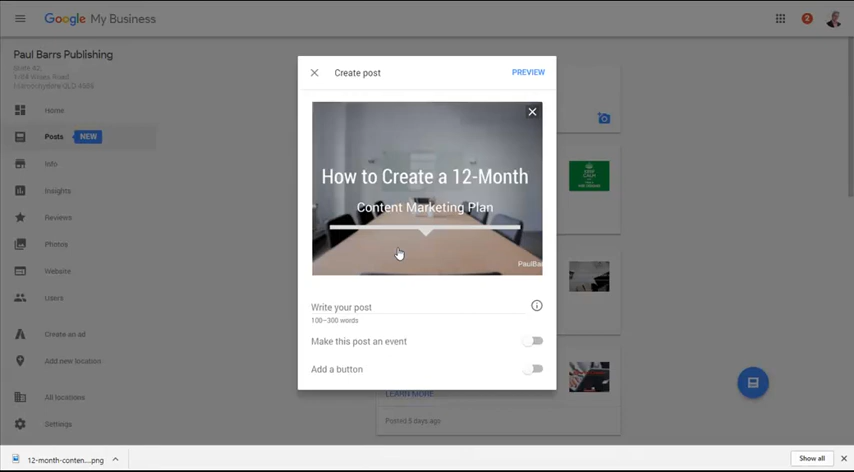 Google My Business
2
Paul Barrs Publishing
Home
Posts NEW
Info
Insights
Reviews
Photos
Website
Users
Create an ad
Add new location
All locations
Settings
Create post
PREVIEW
How to Create a 12-Month
Content Marketing Plan
PaulBar
Write your post
100–300 words
Make this post an event
Add a button
LEARN MORE
Posted 5 days ago
12-month-conten....png
Show all